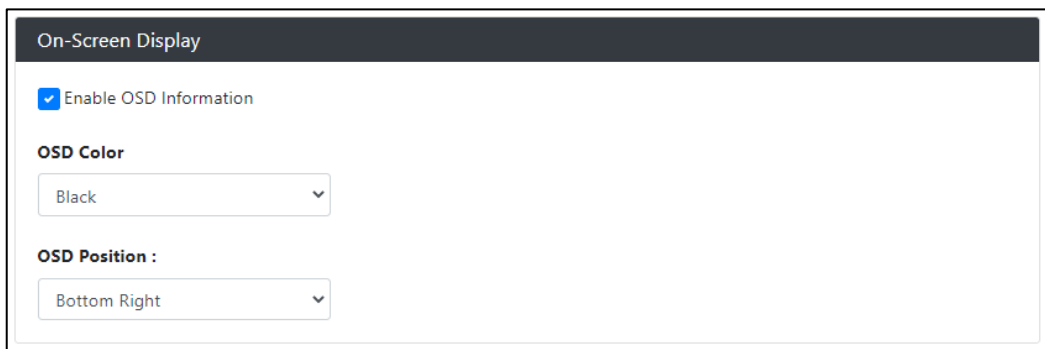 On-Screen Display
Enable OSD Information
OSD Color
Black
OSD Position :
Bottom Right